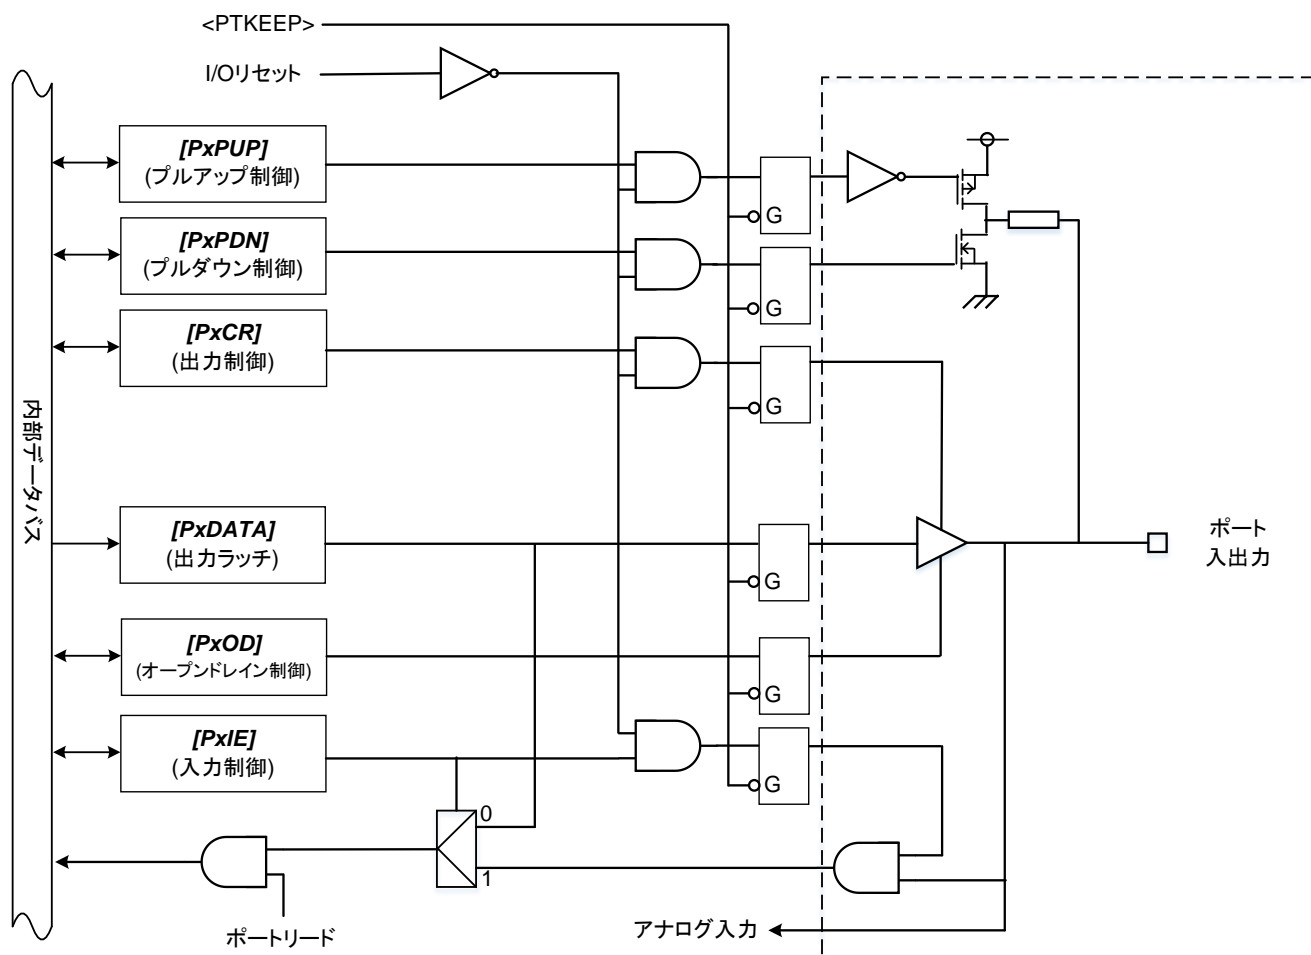 <PTKEEP>
I/Oリセット
[PxPUP]
(プルアップ制御)
G
[PxPDN]
(プルダウン制御)
G
[PxCR]
(出力制御)
G
内部データバス
[PxDATA]
(出力ラッチ)
G
ポート
入出力
[PxOD]
(オープンドレイン制御)
G
[PxIE]
(入力制御)
G
0
1
ポートリード
アナログ入力